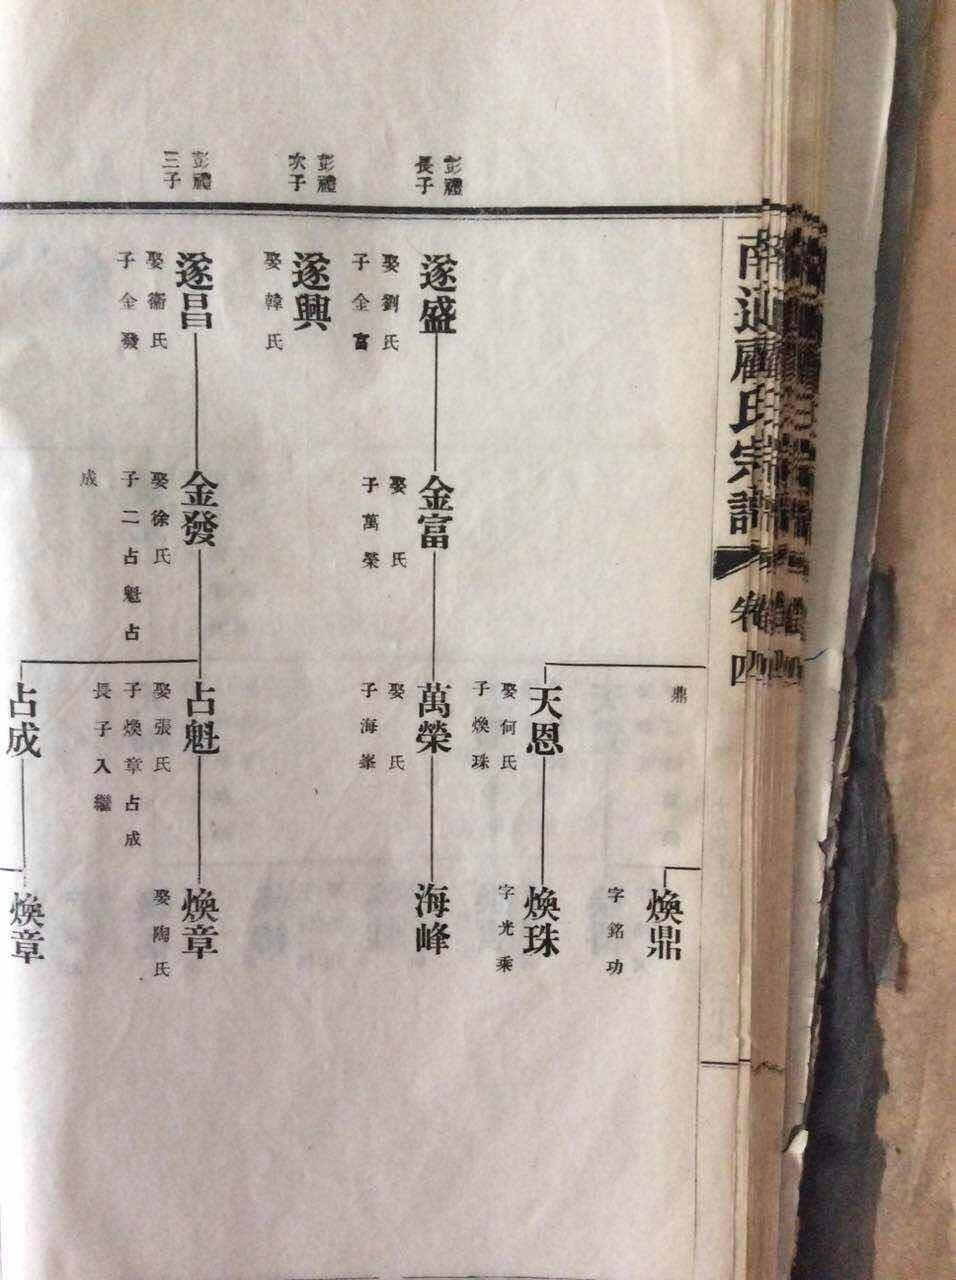 南通顧氏宗譜
卷四
彭禮
長子
彭禮
次子
彭禮
三子
遂盛
娶劉氏
子金富
遂興
娶韓氏
遂昌
娶衞氏
子金發
金富
娶 氏
子萬榮
金發
娶徐氏
子二占魁占
成
鼎
天恩
娶何氏
子煥珠
萬榮
娶 氏
子海峯
占魁
娶張氏
子煥章占成
長子入繼
占成
煥鼎
字銘功
煥珠
字光乘
海峰
煥章
娶陶氏
煥章